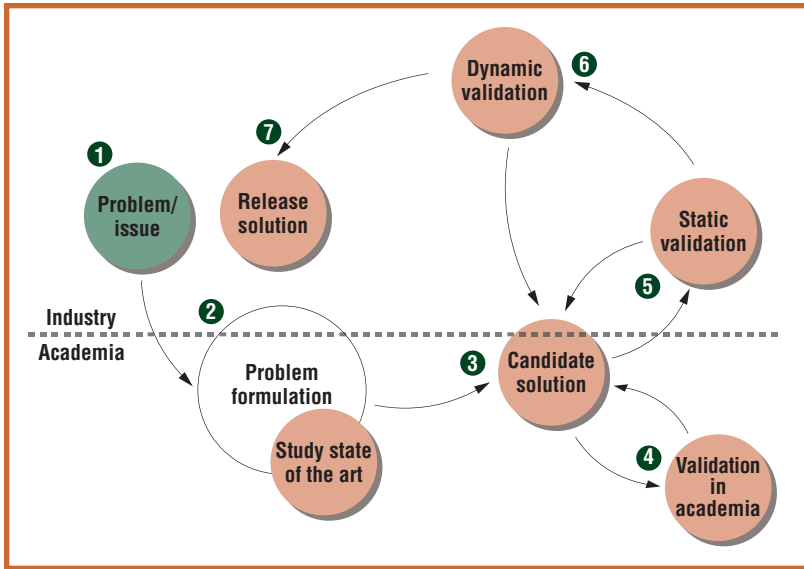 1
Problem/
issue
2
Problem
formulation
Study state
of the art
3
Candidate
solution
4
Validation
in
academia
5
Static
validation
6
Dynamic
validation
7
Release
solution
Industry
Academia